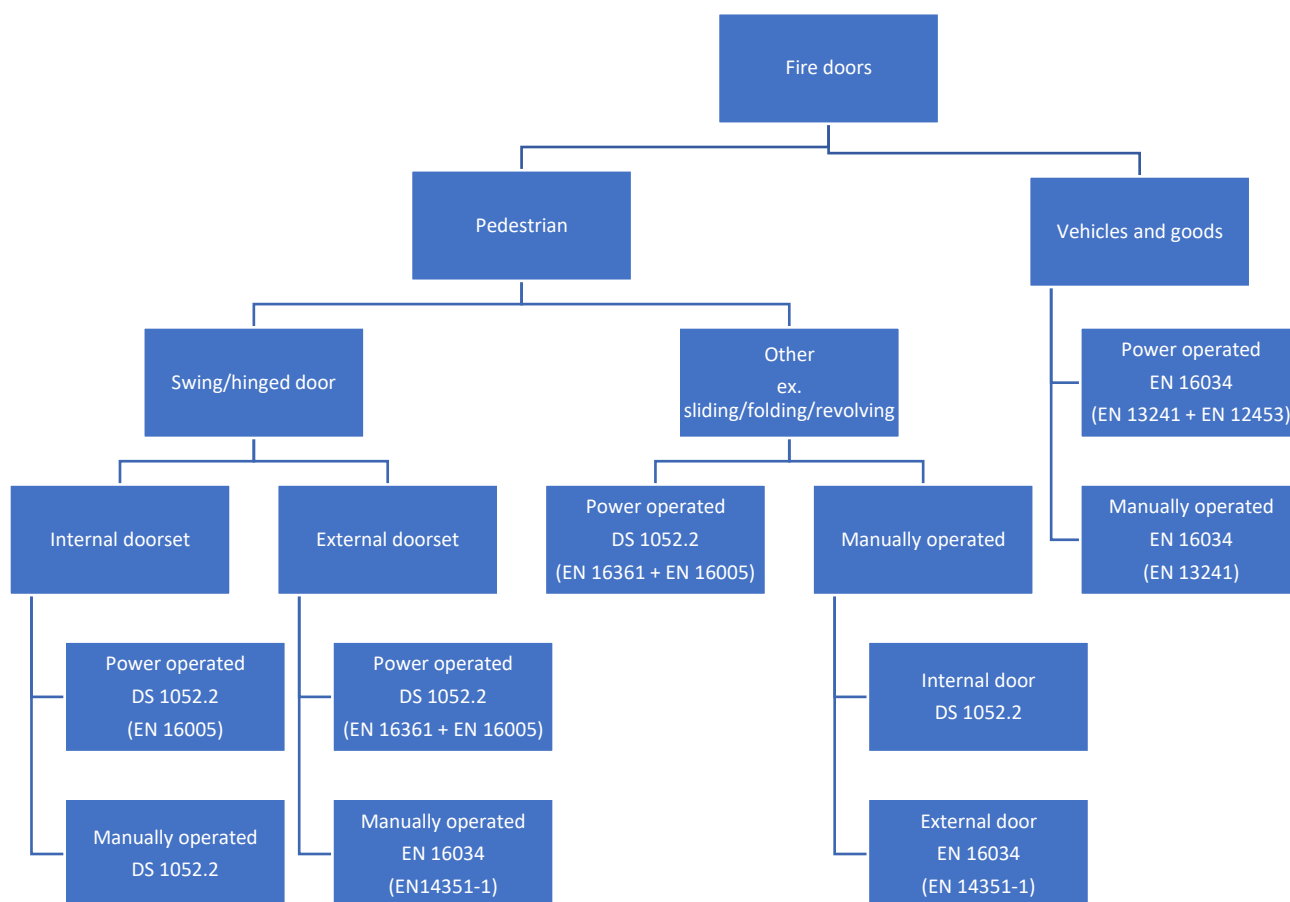 Fire doors
Pedestrian
Vehicles and goods
Swing/hinged door
Other
ex.
sliding/folding/revolving
Power operated
EN 16034
(EN 13241 + EN 12453)
Internal doorset
External doorset
Power operated
DS 1052.2
(EN 16361 + EN 16005)
Manually operated
Manually operated
EN 16034
(EN 13241)
Power operated
DS 1052.2
(EN 16005)
Power operated
DS 1052.2
(EN 16361 + EN 16005)
Internal door
DS 1052.2
Manually operated
DS 1052.2
Manually operated
EN 16034
(EN14351-1)
External door
EN 16034
(EN 14351-1)